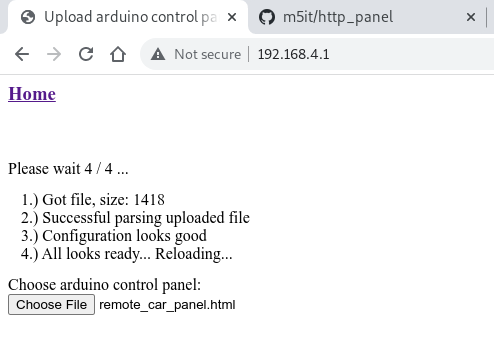 Upload arduino control pa
m5it/http_panel
Not secure
192.168.4.1
Home
Please wait 4 / 4 ...
1.) Got file, size: 1418
2.) Successful parsing uploaded file
3.) Configuration looks good
4.) All looks ready... Reloading...
Choose arduino control panel:
Choose File remote_car_panel.html